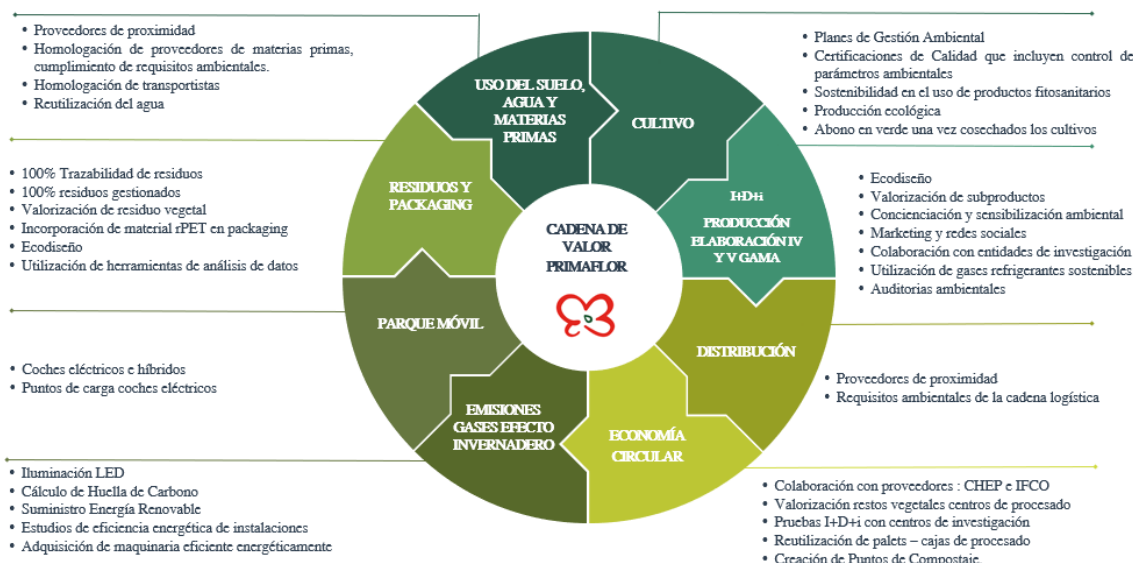 • Proveedores de proximidad
• Homologación de proveedores de materias primas,
cumplimiento de requisitos ambientales.
• Homologación de transportistas
• Reutilización del agua
• Planes de Gestión Ambiental
• Certificaciones de Calidad que incluyen control de
parámetros ambientales
• Sostenibilidad en el uso de productos fitosanitarios
• Producción ecológica
• Abono en verde una vez cosechados los cultivos
USO DEL SUELO,
AGUA Y
MATERIAS
PRIMAS
CULTIVO
• 100% Trazabilidad de residuos
• 100% residuos gestionados
• Valorización de residuo vegetal
• Incorporación de material rPET en packaging
• Ecodiseño
• Utilización de herramientas de análisis de datos
RESIDUOS Y
PACKAGING
I+D+i
PRODUCCIÓN
ELABORACIÓN IV
Y V GAMA
• Ecodiseño
• Valorización de subproductos
• Concienciación y sensibilización ambiental
• Marketing y redes sociales
• Colaboración con entidades de investigación
• Utilización de gases refrigerantes sostenibles
• Auditorias ambientales
CADENA DE
VALOR
PRIMAFLOR
PARQUE MÓVIL
DISTRIBUCIÓN
• Coches eléctricos e híbridos
• Puntos de carga coches eléctricos
• Proveedores de proximidad
• Requisitos ambientales de la cadena logística
EMISIONES
GASES EFECTO
INVERNADERO
ECONOMÍA
CIRCULAR
• Iluminación LED
• Cálculo de Huella de Carbono
• Suministro Energía Renovable
• Estudios de eficiencia energética de instalaciones
• Adquisición de maquinaria eficiente energéticamente
• Colaboración con proveedores : CHEP e IFCO
• Valorización restos vegetales centros de procesado
• Pruebas I+D+i con centros de investigación
• Reutilización de palets – cajas de procesado
• Creación de Puntos de Compostaje.